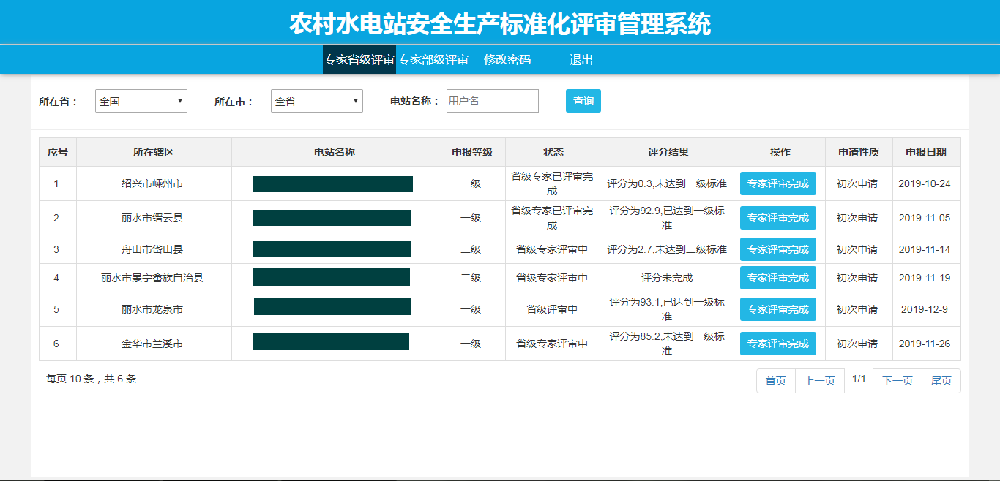 农村水电站安全生产标准化评审管理系统
专家省级评审 专家部级评审 修改密码 退出
所在省： 全国 所在市： 全省 电站名称： 用户名 查询
序号 所在辖区 电站名称 申报等级 状态 评分结果 操作 申请性质 申报日期
1 绍兴市嵊州市 一级 省级专家已评审完成 评分为0.3,未达到一级标准 专家评审完成 初次申请 2019-10-24
2 丽水市缙云县 一级 省级专家已评审完成 评分为92.9,已达到一级标准 专家评审完成 初次申请 2019-11-05
3 舟山市岱山县 二级 省级专家评审中 评分为2.7,未达到二级标准 专家评审完成 初次申请 2019-11-14
4 丽水市景宁畲族自治县 二级 省级专家评审中 评分未完成 专家评审完成 初次申请 2019-11-19
5 丽水市龙泉市 一级 省级评审中 评分为93.1,已达到一级标准 专家评审完成 初次申请 2019-12-9
6 金华市兰溪市 一级 省级专家评审中 评分为85.2,未达到一级标准 专家评审完成 初次申请 2019-11-26
每页 10 条，共 6 条 首页 上一页 1/1 下一页 尾页